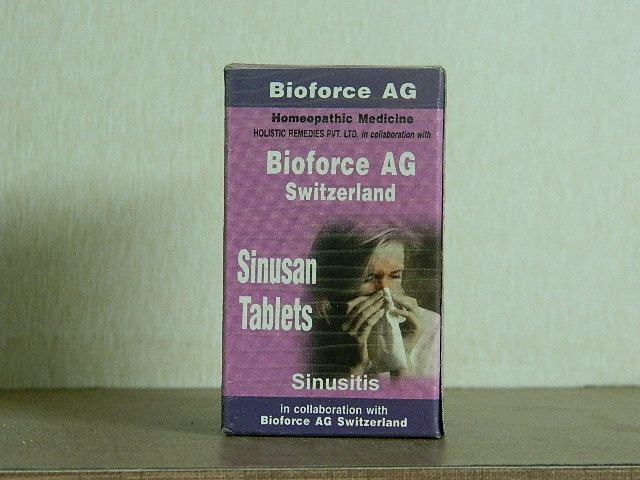 Bioforce AG
Homeopathic Medicine
HOLISTIC REMEDIES PVT. LTD. in collaboration with
Bioforce AG
Switzerland
Sinusan
Tablets
Sinusitis
in collaboration with
Bioforce AG Switzerland